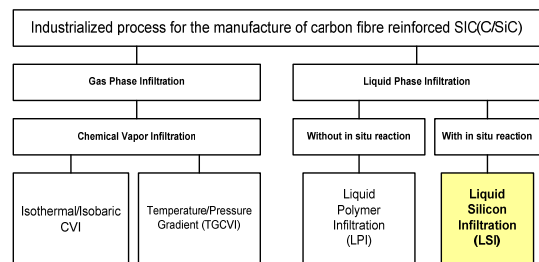 Industrialized process for the manufacture of carbon fibre reinforced SIC(C/SiC)
Gas Phase Infiltration
Liquid Phase Infiltration
Chemical Vapor Infiltration
Without in situ reaction
With in situ reaction
Isothermal/Isobaric
CVI
Temperature/Pressure
Gradient (TGCVI)
Liquid
Polymer
Infiltration
(LPI)
Liquid
Silicon
Infiltration
(LSI)